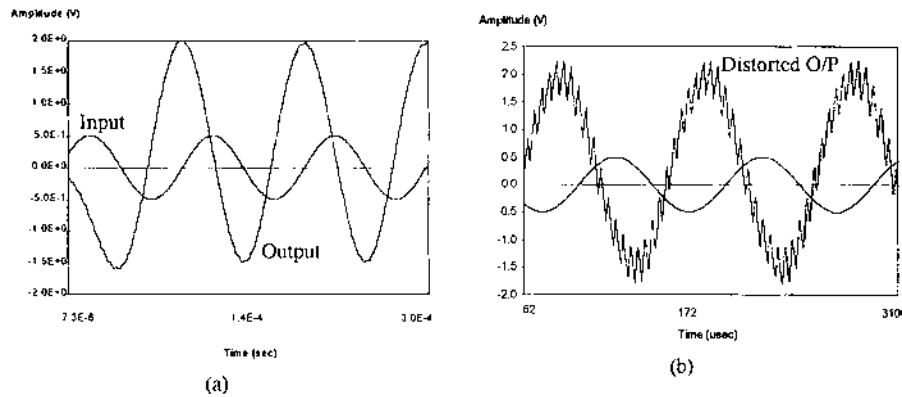 Amplitude (V)
2.0E+0
1.5E+0
1.0E+0
5.0E-1
0.0E+0
-5.0E-1
-1.0E+0
-1.5E+0
-2.0E+0
Input
Output
7.3E-6
1.4E-4
3.0E-4
Time (sec)
(a)
Amplitude (V)
2.5
2.0
1.5
1.0
0.5
0.0
-0.5
-1.0
-1.5
-2.0
Distorted O/P
62
172
310
Time (usec)
(b)